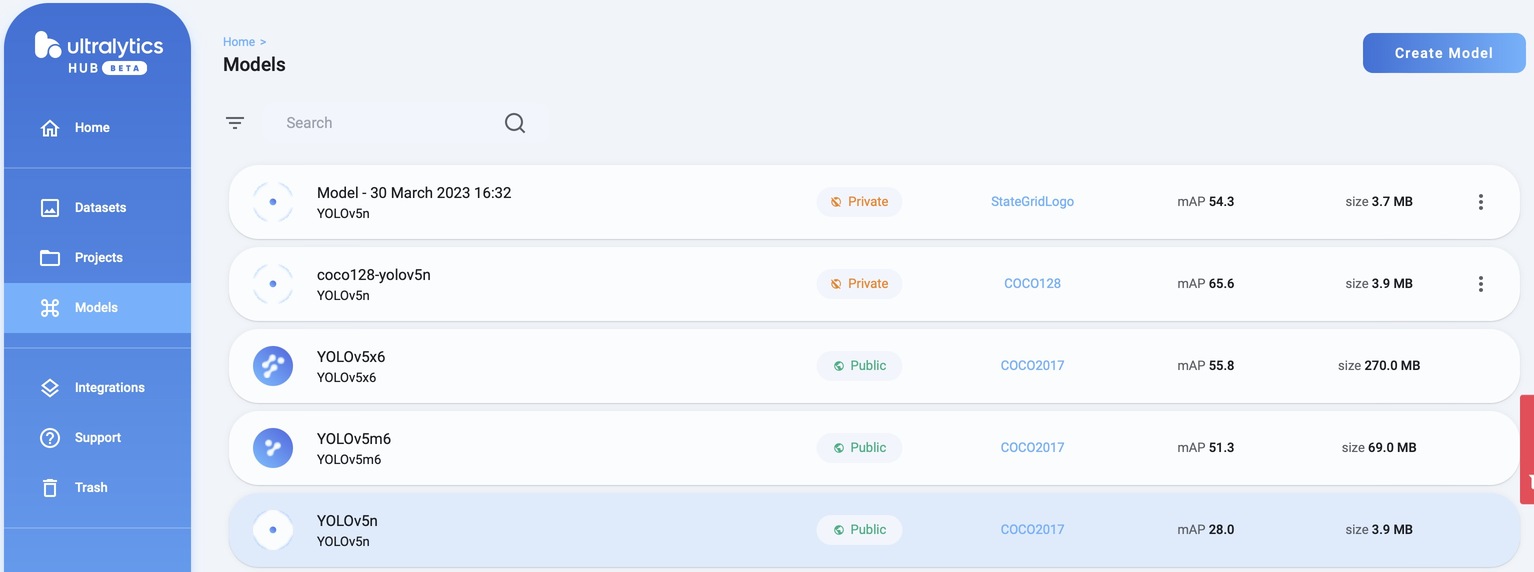 ultralytics
HUB BETA
Home
Datasets
Projects
Models
Integrations
Support
Trash
Home >
Models
Create Model
Search
Model - 30 March 2023 16:32
YOLOv5n
Private
StateGridLogo
mAP 54.3
size 3.7 MB
coco128-yolov5n
YOLOv5n
Private
COCO128
mAP 65.6
size 3.9 MB
YOLOv5x6
YOLOv5x6
Public
COCO2017
mAP 55.8
size 270.0 MB
YOLOv5m6
YOLOv5m6
Public
COCO2017
mAP 51.3
size 69.0 MB
YOLOv5n
YOLOv5n
Public
COCO2017
mAP 28.0
size 3.9 MB